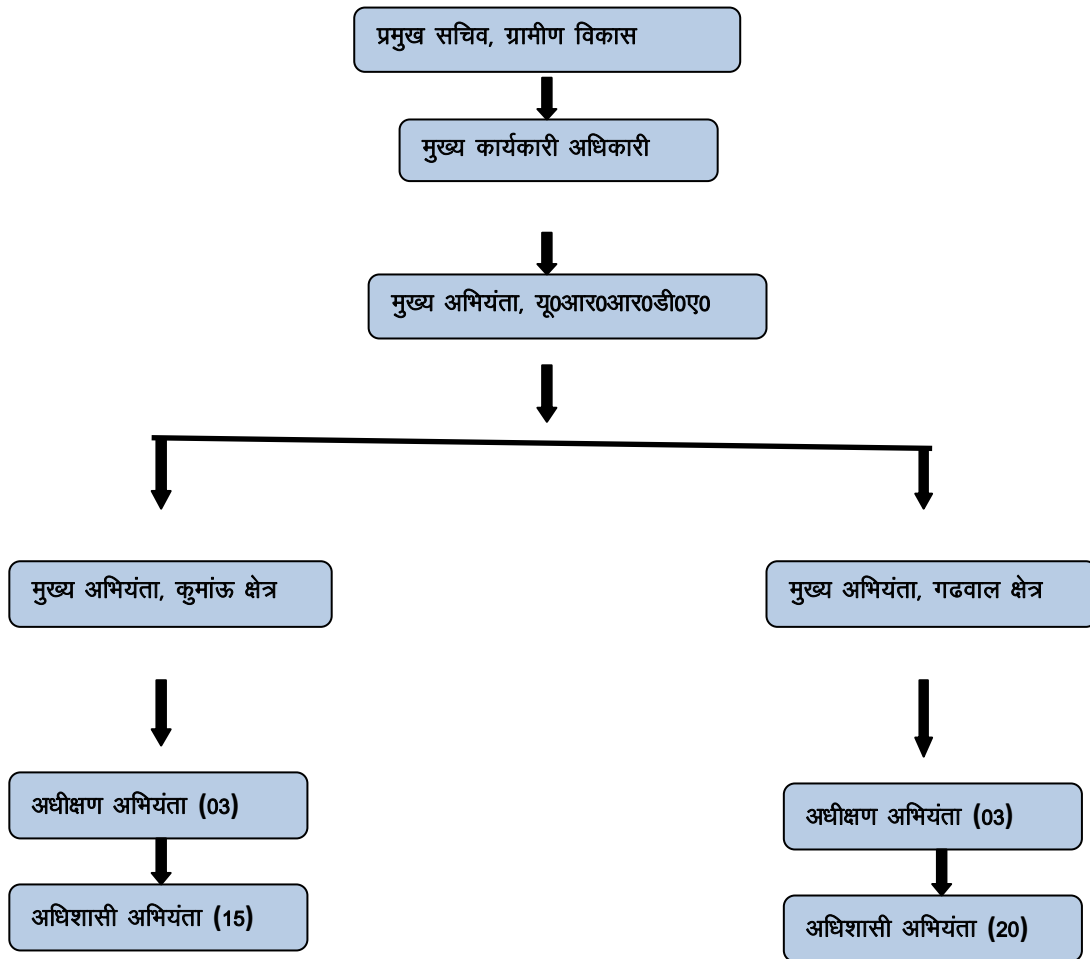 प्रमुख सचिव, ग्रामीण विकास
मुख्य कार्यकारी अधिकारी
मुख्य अभियंता, यू0आर0आर0डी0ए0
मुख्य अभियंता, कुमांऊ क्षेत्र
मुख्य अभियंता, गढवाल क्षेत्र
अधीक्षण अभियंता (03)
अधीक्षण अभियंता (03)
अधिशासी अभियंता (15)
अधिशासी अभियंता (20)